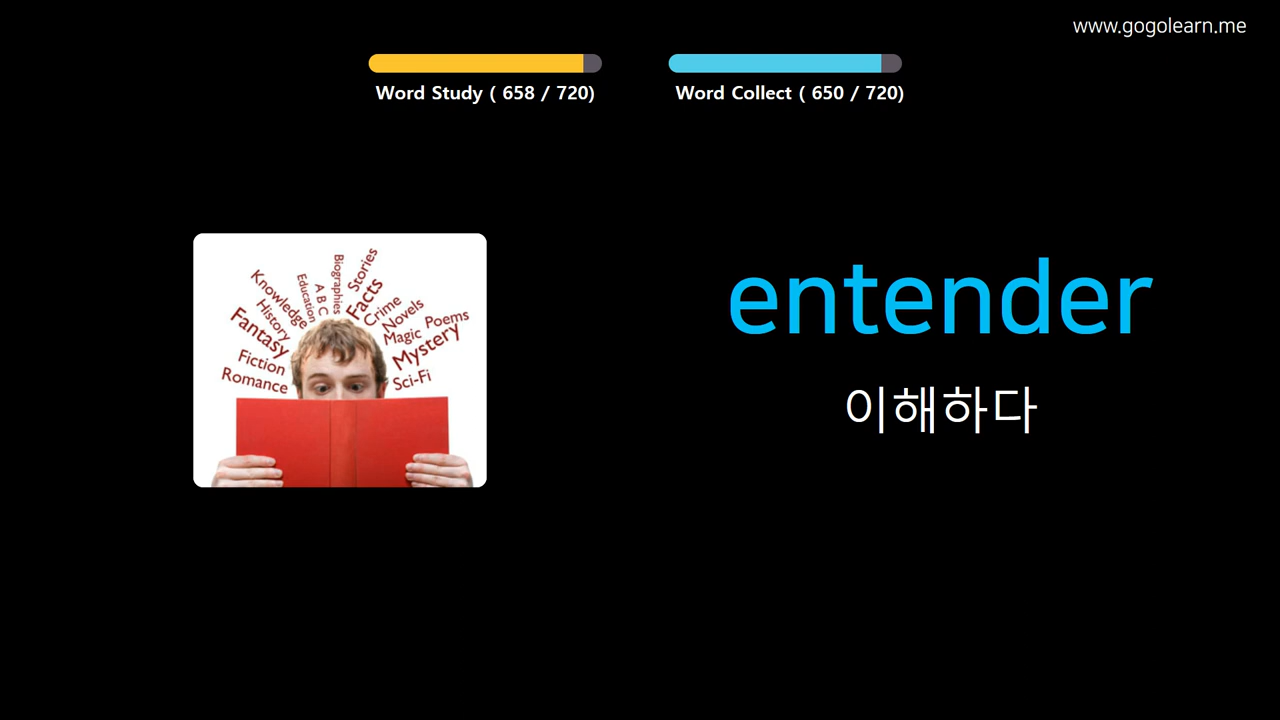 www.gogolearn.me
Word Study ( 658 / 720)
Word Collect ( 650 / 720)
Knowledge
History
Fantasy
Fiction
Romance
Education
A B C
Biographies
Stories
Facts
Crime
Novels
Magic
Poems
Mystery
Sci-Fi
entender
이해하다